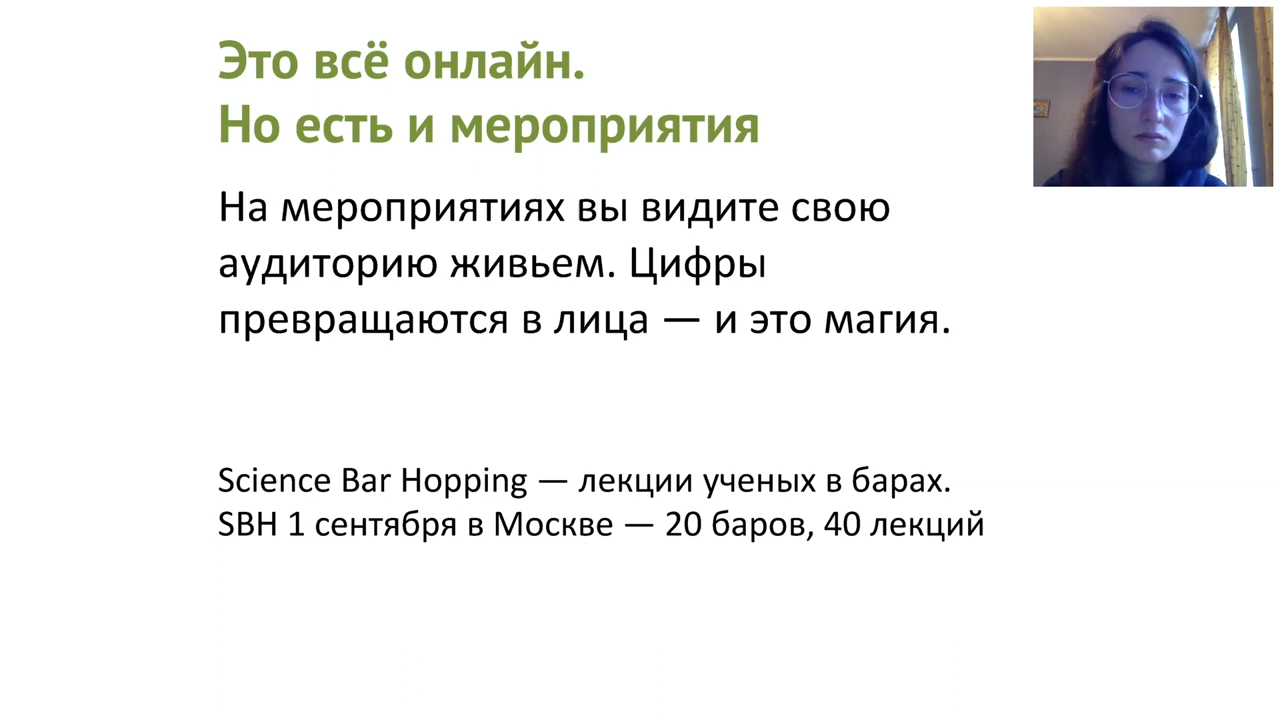 Это всё онлайн.
Но есть и мероприятия
На мероприятиях вы видите свою
аудиторию живьем. Цифры
превращаются в лица — и это магия.
Science Bar Hopping — лекции ученых в барах.
SBH 1 сентября в Москве — 20 баров, 40 лекций